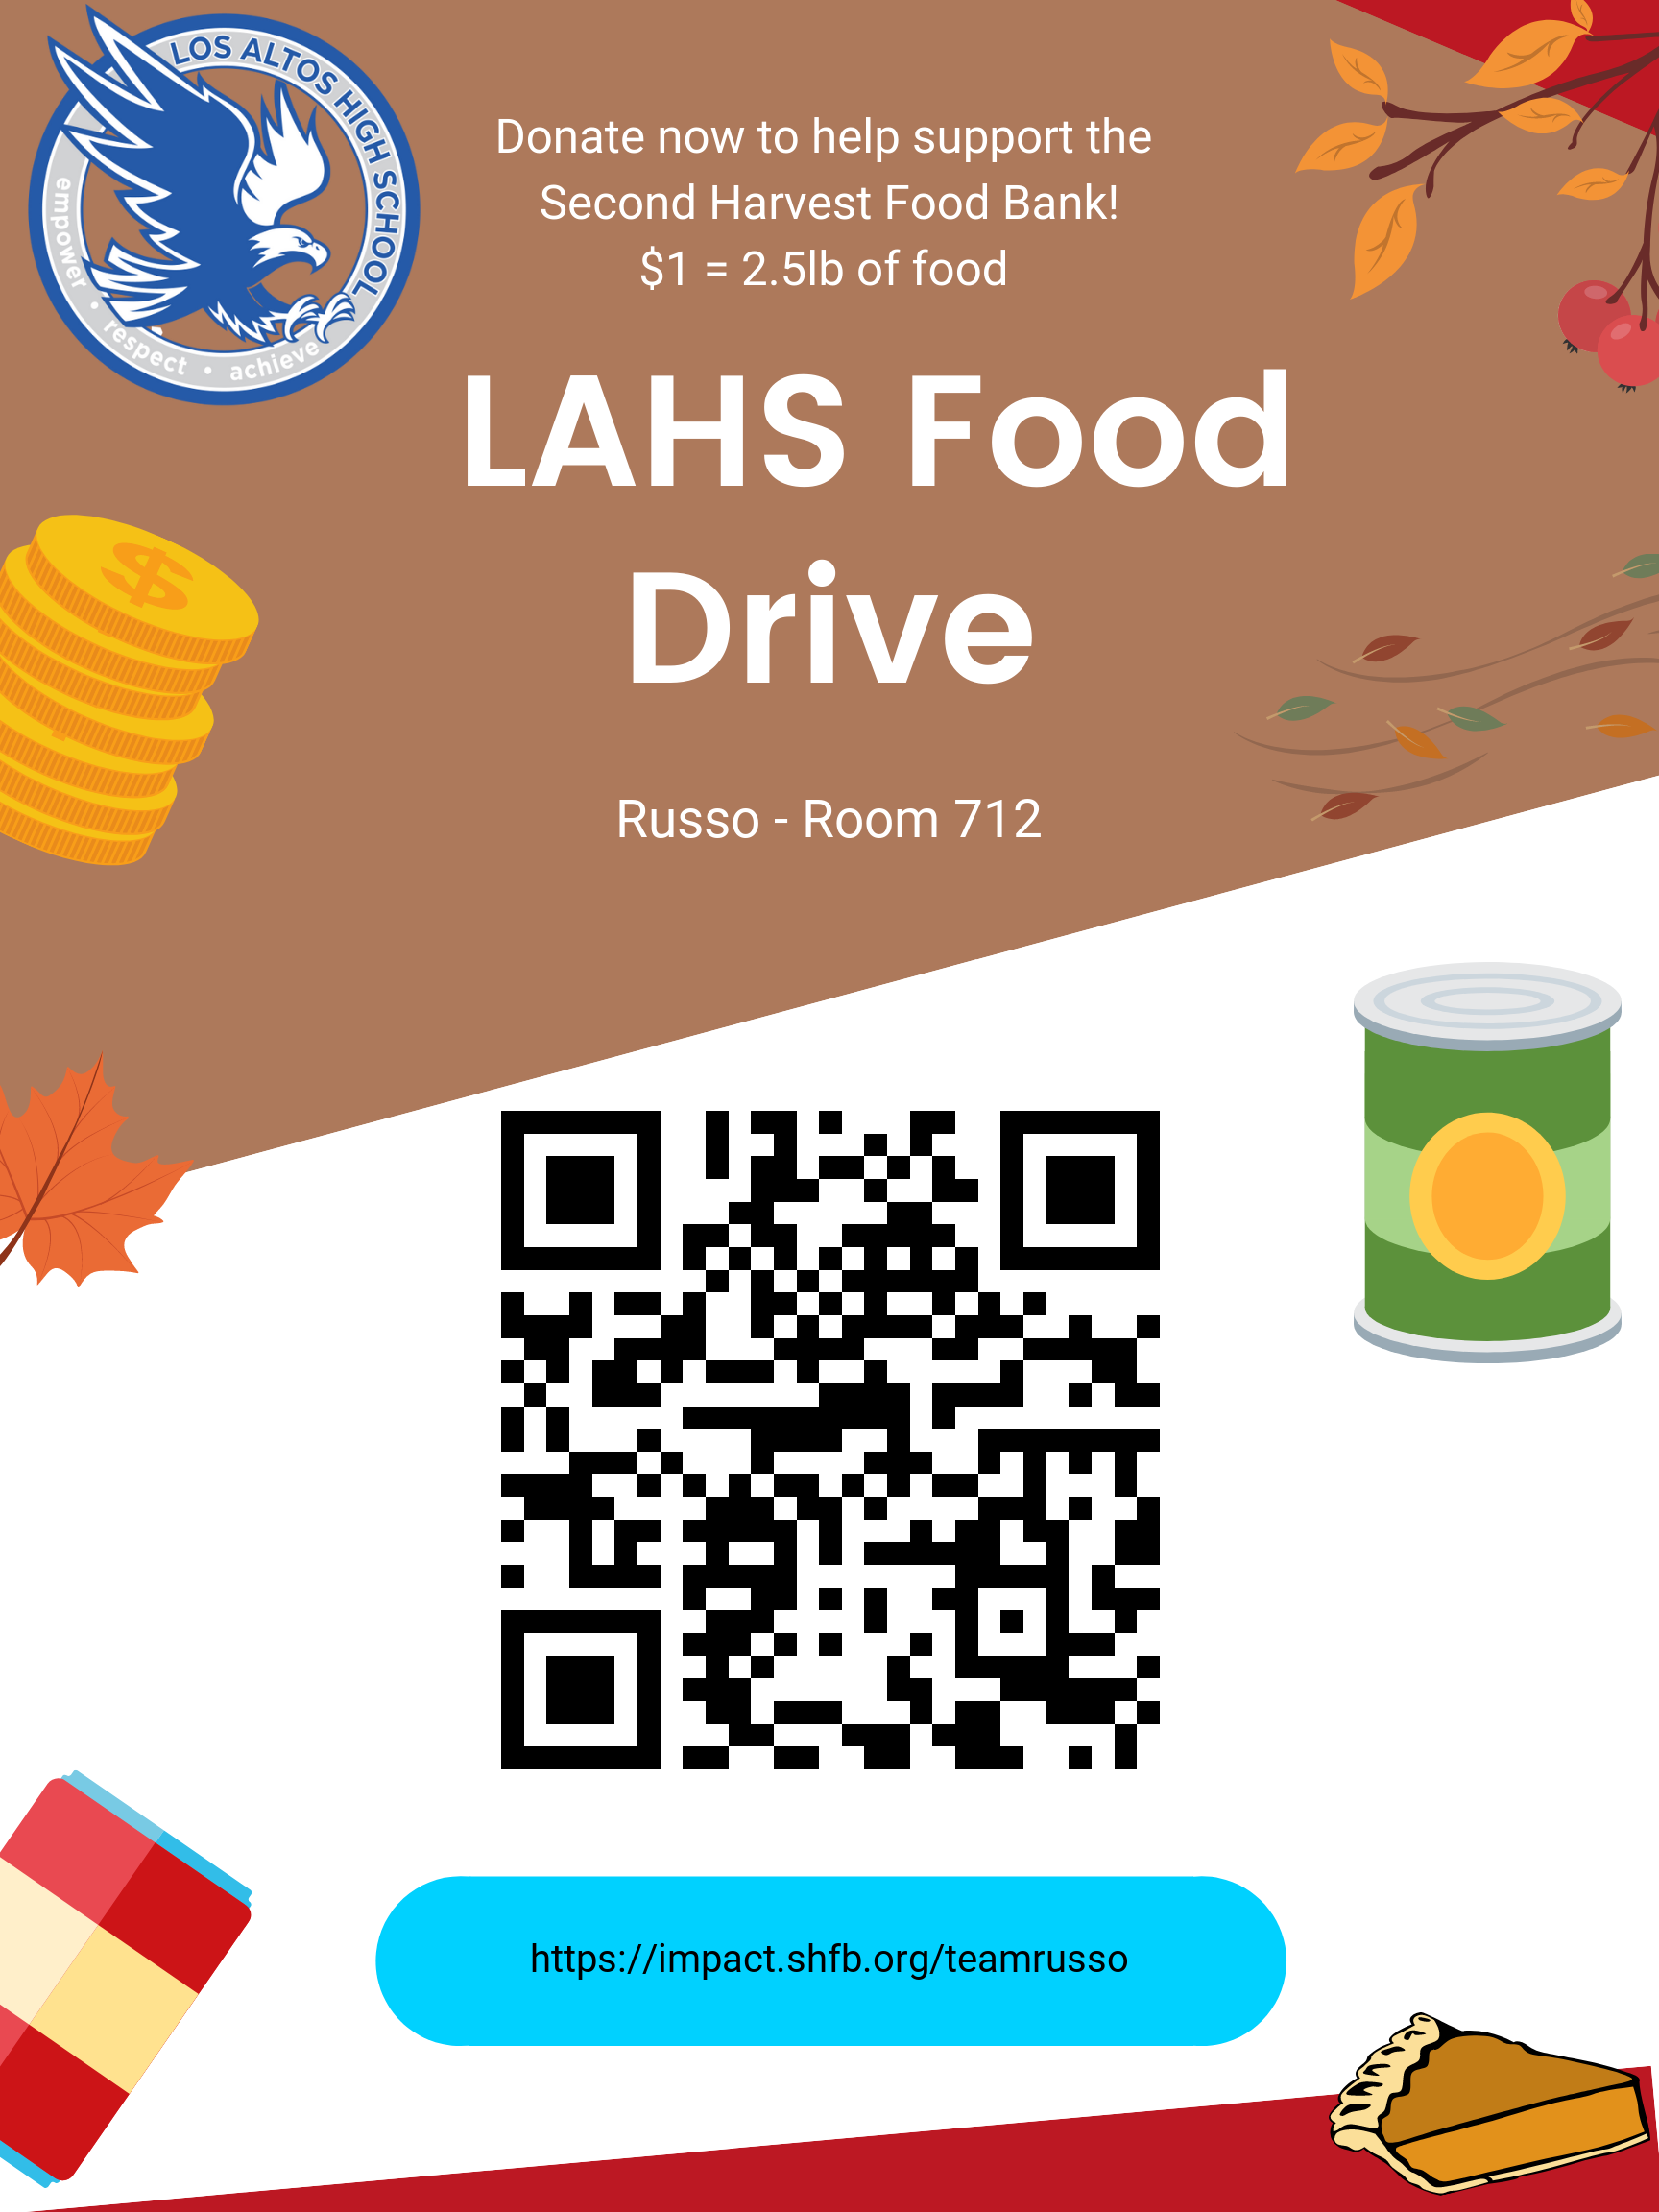 LOS ALTOS HIGH SCHOOL
empower • respect • achieve
Donate now to help support the
Second Harvest Food Bank!
$1 = 2.5lb of food
LAHS Food
Drive
Russo - Room 712
$
https://impact.shfb.org/teamrusso